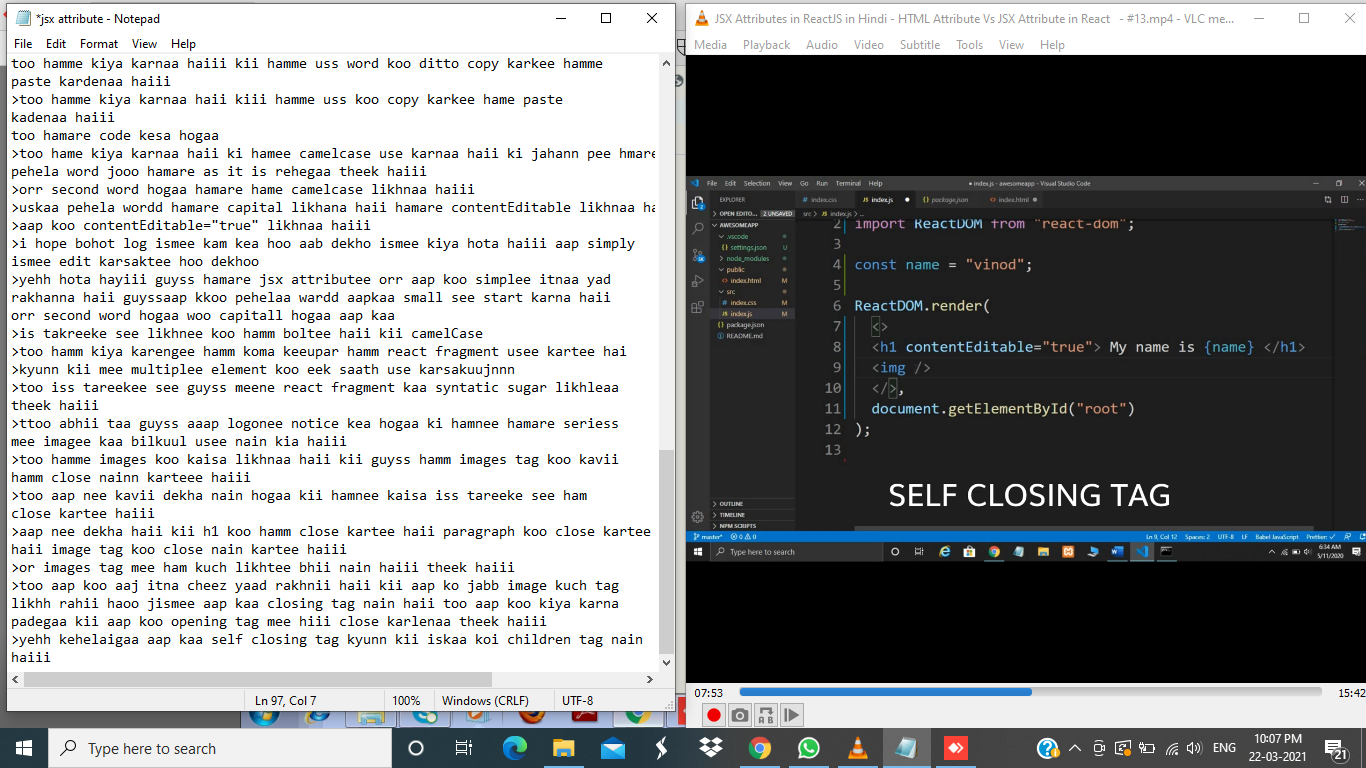 *jsx attribute - Notepad
File Edit Format View Help
too hamme kiya karnaa haiii kii hamme uss word koo ditto copy karkee hamme
paste kardenaa haiii
>too hamme kiya karnaa haii kiii hamme uss koo copy karkee hame paste
kadenaa haiii
too hamare code kesa hogaa
>too hame kiya karnaa haii ki hamee camelcase use karnaa haii ki jahann pee hmare
pehela word jooo hamare as it is rehegaa theek haiii
>orr second word hogaa hamare hame camelcase likhnaa haiii
>uskaa pehela wordd hamare capital likhana haii hamare contentEditable likhnaa ha
>aap koo contentEditable="true" likhnaa haiii
>i hope bohot log ismee kam kea hoo aab dekho ismee kiya hota haiii aap simply
ismee edit karsaktee hoo dekhoo
>yehh hota hayiii guyss hamare jsx attributee orr aap koo simplee itnaa yad
rakhanna haii guyssaap kkoo pehelaa wardd aapkaa small see start karna haii
orr second word hogaa woo capitall hogaa aap kaa
>is takreeke see likhnee koo hamm boltee haii kii camelCase
>too hamm kiya karengee hamm koma keeupar hamm react fragment usee kartee hai
>kyunn kii mee multiplee element koo eek saath use karsakuujnnn
>too iss tareekee see guyss meene react fragment kaa syntatic sugar likhleaa
theek haiii
>ttoo abhii taa guyss aaap logonee notice kea hogaa ki hamnee hamare seriess
mee imagee kaa bilkuul usee nain kia haiii
>too hamme images koo kaisa likhnaa haii kii guyss hamm images tag koo kavii
hamm close nainn karteee haiii
>too aap nee kavii dekha nain hogaa kii hamnee kaisa iss tareeke see ham
close kartee haiii
>aap nee dekha haii kii h1 koo hamm close kartee haii paragraph koo close kartee
haii image tag koo close nain kartee haiii
>or images tag mee ham kuch likhtee bhii nain haiii theek haiii
>too aap koo aaj itna cheez yaad rakhnii haii kii aap ko jabb image kuch tag
likhh rahii haoo jismee aap kaa closing tag nain haii too aap koo kiya karna
padegaa kii aap koo opening tag mee hiii close karlenaa theek haiii
>yehh kehelaigaa aap kaa self closing tag kyunn kii iskaa koi children tag nain
haiii
Ln 97, Col 7 100% Windows (CRLF) UTF-8
JSX Attributes in ReactJS in Hindi - HTML Attribute Vs JSX Attribute in React - #13.mp4 - VLC me...
Media Playback Audio Video Subtitle Tools View Help
File Edit Selection View Go Run Terminal Help
● index.js - awesomeapp - Visual Studio Code
EXPLORER
OPEN EDITO... 2 UNSAVED
AWESOMEAPP
.vscode
settings.json U
node_modules
public
index.html M
src
index.css M
index.js M
package.json
README.md
OUTLINE
TIMELINE
NPM SCRIPTS
index.css
index.js
package.json
index.html
src > index.js > ...
2 import ReactDOM from "react-dom";
3
4 const name = "vinod";
5
6 ReactDOM.render(
7 <>
8 <h1 contentEditable="true"> My name is {name} </h1>
9 <img />
10 </>,
11 document.getElementById("root")
12 );
13
SELF CLOSING TAG
master* 0 0 Ln 9, Col 12 Spaces: 2 UTF-8 LF Babel JavaScript Prettier: ✓
Type here to search
6:34 AM
5/11/2020
07:53 15:42
Type here to search
ENG
10:07 PM
22-03-2021
21